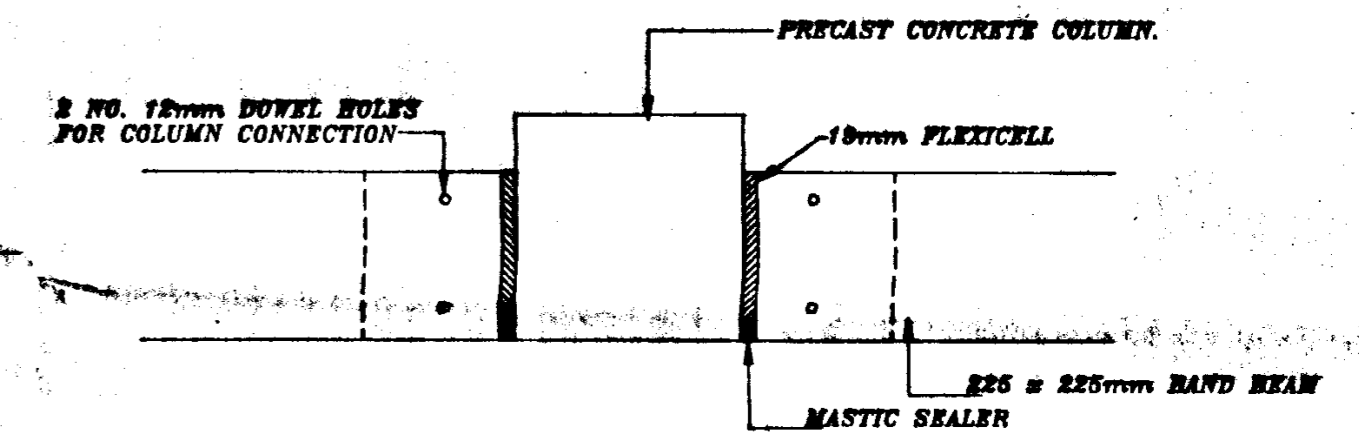 PRECAST CONCRETE COLUMN.
2 NO. 12mm DOWEL HOLES
FOR COLUMN CONNECTION
19mm FLEXICELL
225 x 225mm BAND BEAM
MASTIC SEALER